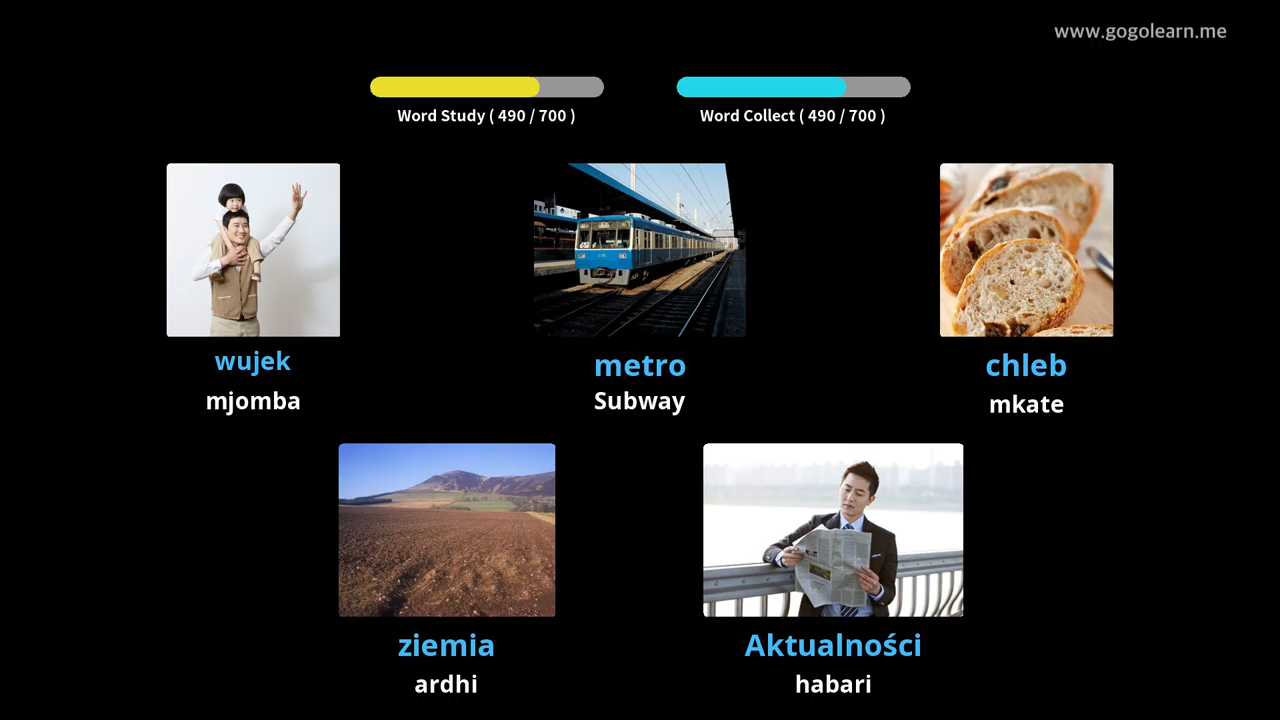 www.gogolearn.me
Word Study ( 490 / 700 )
Word Collect ( 490 / 700 )
wujek
mjomba
metro
Subway
chleb
mkate
ziemia
ardhi
Aktualności
habari